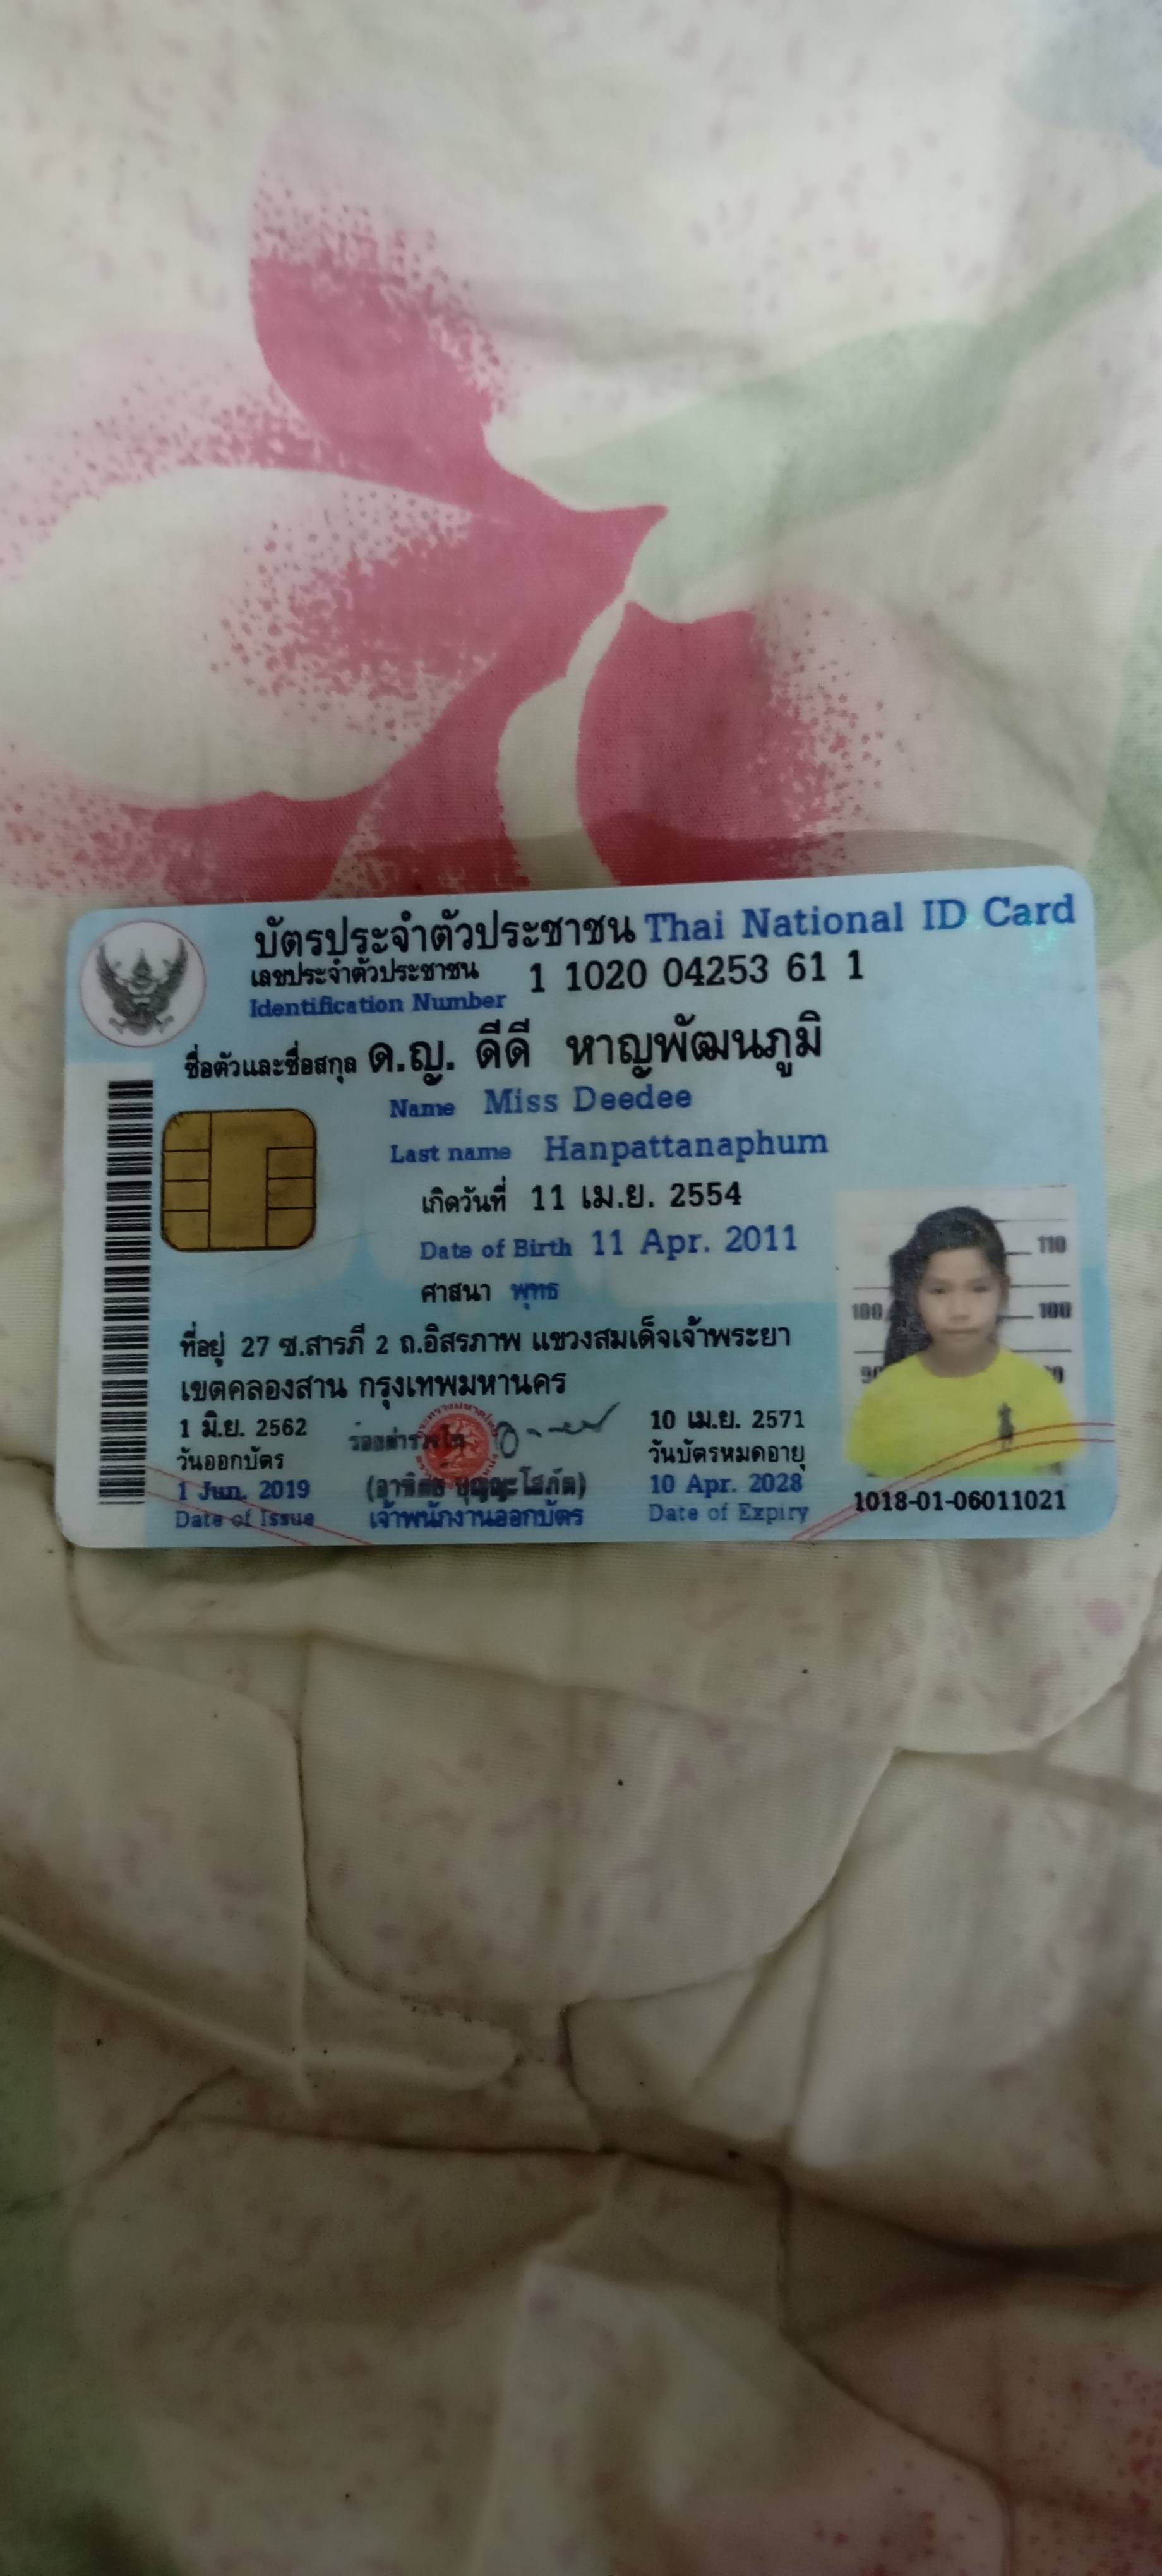 บัตรประจำตัวประชาชน Thai National ID Card
เลขประจำตัวประชาชน 1 1020 04253 61 1
Identification Number
ชื่อตัวและชื่อสกุล ด.ญ. ดีดี หาญพัฒนภูมิ
Name Miss Deedee
Last name Hanpattanaphum
เกิดวันที่ 11 เม.ย. 2554
Date of Birth 11 Apr. 2011
ศาสนา พุทธ
110
100 100
90
ที่อยู่ 27 ซ.สารภี 2 ถ.อิสรภาพ แขวงสมเด็จเจ้าพระยา
เขตคลองสาน กรุงเทพมหานคร
1 มิ.ย. 2562
วันออกบัตร
1 Jun. 2019
Date of Issue
เจ้าพนักงานออกบัตร
10 เม.ย. 2571
วันบัตรหมดอายุ
10 Apr. 2028
Date of Expiry
1018-01-06011021